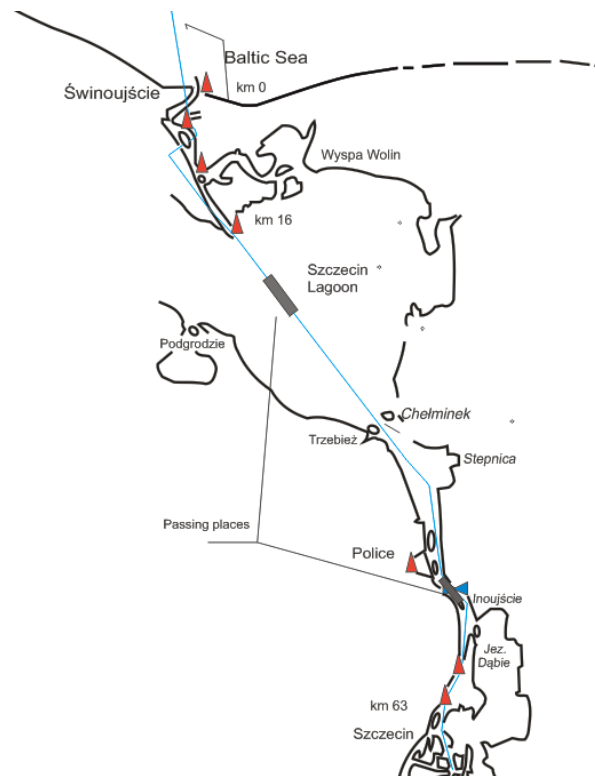 Baltic Sea
Świnoujście
km 0
Wyspa Wolin
km 16
Szczecin
Lagoon
Podgrodzie
Chełminek
Trzebież
Stepnica
Passing places
Police
Inoujście
Jez.
Dąbie
km 63
Szczecin